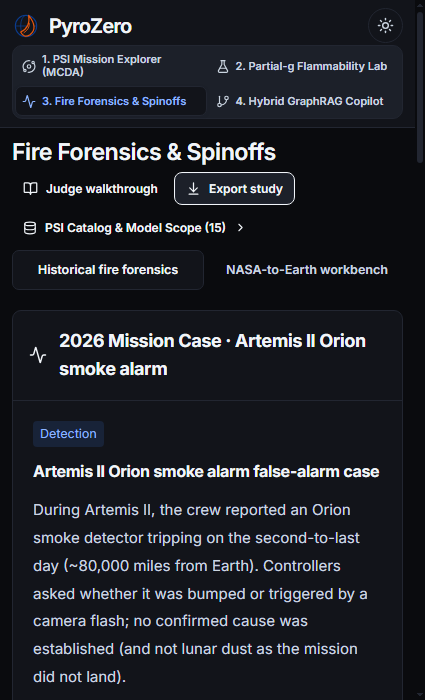 PyroZero
1. PSI Mission Explorer
(MCDA)
2. Partial-g Flammability Lab
3. Fire Forensics & Spinoffs
4. Hybrid GraphRAG Copilot
Fire Forensics & Spinoffs
Judge walkthrough
Export study
PSI Catalog & Model Scope (15)
Historical fire forensics
NASA-to-Earth workbench
2026 Mission Case · Artemis II Orion
smoke alarm
Detection
Artemis II Orion smoke alarm false-alarm case
During Artemis II, the crew reported an Orion
smoke detector tripping on the second-to-last
day (~80,000 miles from Earth). Controllers
asked whether it was bumped or triggered by a
camera flash; no confirmed cause was
established (and not lunar dust as the mission
did not land).